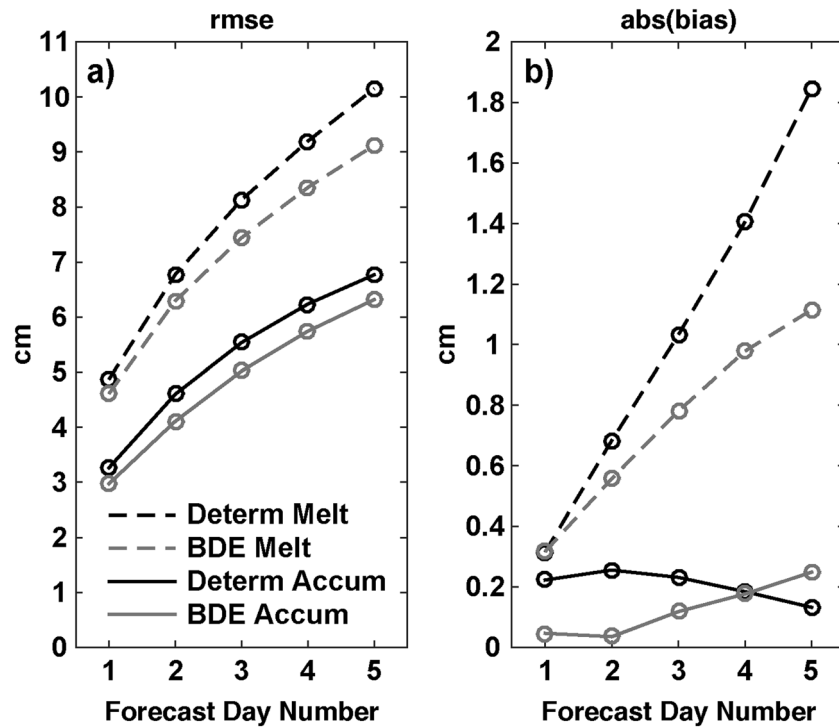 rmse
a)
11
10
9
8
7
6
5
4
3
2
1
0
cm
Determ Melt
BDE Melt
Determ Accum
BDE Accum
1 2 3 4 5
Forecast Day Number
abs(bias)
b)
2
1.8
1.6
1.4
1.2
1
0.8
0.6
0.4
0.2
0
cm
1 2 3 4 5
Forecast Day Number